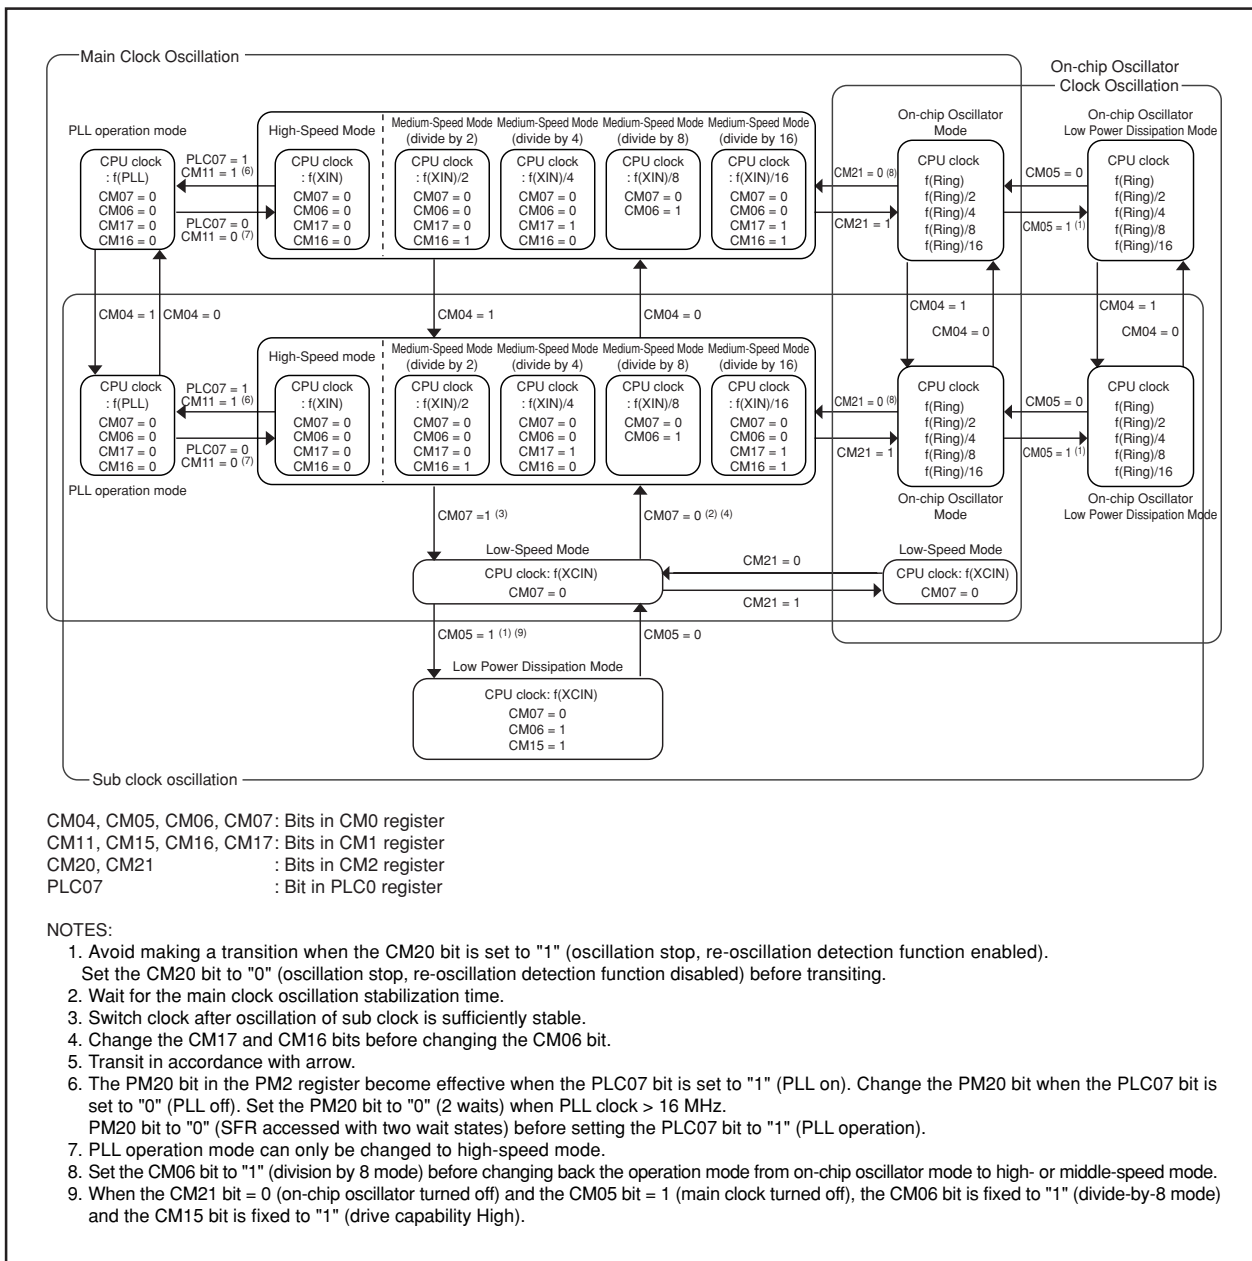 Main Clock Oscillation
On-chip Oscillator
Clock Oscillation
PLL operation mode
CPU clock
: f(PLL)
CM07 = 0
CM06 = 0
CM17 = 0
CM16 = 0
PLC07 = 1
CM11 = 1 (6)
PLC07 = 0
CM11 = 0 (7)
High-Speed Mode
CPU clock
: f(XIN)
CM07 = 0
CM06 = 0
CM17 = 0
CM16 = 0
Medium-Speed Mode
(divide by 2)
CPU clock
: f(XIN)/2
CM07 = 0
CM06 = 0
CM17 = 0
CM16 = 1
Medium-Speed Mode
(divide by 4)
CPU clock
: f(XIN)/4
CM07 = 0
CM06 = 0
CM17 = 1
CM16 = 0
Medium-Speed Mode
(divide by 8)
CPU clock
: f(XIN)/8
CM07 = 0
CM06 = 1
Medium-Speed Mode
(divide by 16)
CPU clock
: f(XIN)/16
CM07 = 0
CM06 = 0
CM17 = 1
CM16 = 1
CM21 = 0 (8)
CM21 = 1
On-chip Oscillator
Mode
CPU clock
f(Ring)
f(Ring)/2
f(Ring)/4
f(Ring)/8
f(Ring)/16
CM05 = 0
CM05 = 1 (1)
On-chip Oscillator
Low Power Dissipation Mode
CPU clock
f(Ring)
f(Ring)/2
f(Ring)/4
f(Ring)/8
f(Ring)/16
CM04 = 1
CM04 = 0
CM04 = 1
CM04 = 0
CM04 = 1
CM04 = 0
CM04 = 1
CM04 = 0
CPU clock
: f(PLL)
CM07 = 0
CM06 = 0
CM17 = 0
CM16 = 0
PLL operation mode
PLC07 = 1
CM11 = 1 (6)
PLC07 = 0
CM11 = 0 (7)
High-Speed mode
CPU clock
: f(XIN)
CM07 = 0
CM06 = 0
CM17 = 0
CM16 = 0
Medium-Speed Mode
(divide by 2)
CPU clock
: f(XIN)/2
CM07 = 0
CM06 = 0
CM17 = 0
CM16 = 1
Medium-Speed Mode
(divide by 4)
CPU clock
: f(XIN)/4
CM07 = 0
CM06 = 0
CM17 = 1
CM16 = 0
Medium-Speed Mode
(divide by 8)
CPU clock
: f(XIN)/8
CM07 = 0
CM06 = 1
Medium-Speed Mode
(divide by 16)
CPU clock
: f(XIN)/16
CM07 = 0
CM06 = 0
CM17 = 1
CM16 = 1
CM21 = 0 (8)
CM21 = 1
CPU clock
f(Ring)
f(Ring)/2
f(Ring)/4
f(Ring)/8
f(Ring)/16
On-chip Oscillator
Mode
CM05 = 0
CM05 = 1 (1)
CPU clock
f(Ring)
f(Ring)/2
f(Ring)/4
f(Ring)/8
f(Ring)/16
On-chip Oscillator
Low Power Dissipation Mode
CM07 =1 (3)
CM07 = 0 (2) (4)
Low-Speed Mode
CPU clock: f(XCIN)
CM07 = 0
CM21 = 0
CM21 = 1
Low-Speed Mode
CPU clock: f(XCIN)
CM07 = 0
CM05 = 1 (1) (9)
CM05 = 0
Low Power Dissipation Mode
CPU clock: f(XCIN)
CM07 = 0
CM06 = 1
CM15 = 1
Sub clock oscillation
CM04, CM05, CM06, CM07: Bits in CM0 register
CM11, CM15, CM16, CM17: Bits in CM1 register
CM20, CM21 : Bits in CM2 register
PLC07 : Bit in PLC0 register
NOTES:
1. Avoid making a transition when the CM20 bit is set to "1" (oscillation stop, re-oscillation detection function enabled).
Set the CM20 bit to "0" (oscillation stop, re-oscillation detection function disabled) before transiting.
2. Wait for the main clock oscillation stabilization time.
3. Switch clock after oscillation of sub clock is sufficiently stable.
4. Change the CM17 and CM16 bits before changing the CM06 bit.
5. Transit in accordance with arrow.
6. The PM20 bit in the PM2 register become effective when the PLC07 bit is set to "1" (PLL on). Change the PM20 bit when the PLC07 bit is
set to "0" (PLL off). Set the PM20 bit to "0" (2 waits) when PLL clock > 16 MHz.
PM20 bit to "0" (SFR accessed with two wait states) before setting the PLC07 bit to "1" (PLL operation).
7. PLL operation mode can only be changed to high-speed mode.
8. Set the CM06 bit to "1" (division by 8 mode) before changing back the operation mode from on-chip oscillator mode to high- or middle-speed mode.
9. When the CM21 bit = 0 (on-chip oscillator turned off) and the CM05 bit = 1 (main clock turned off), the CM06 bit is fixed to "1" (divide-by-8 mode)
and the CM15 bit is fixed to "1" (drive capability High).